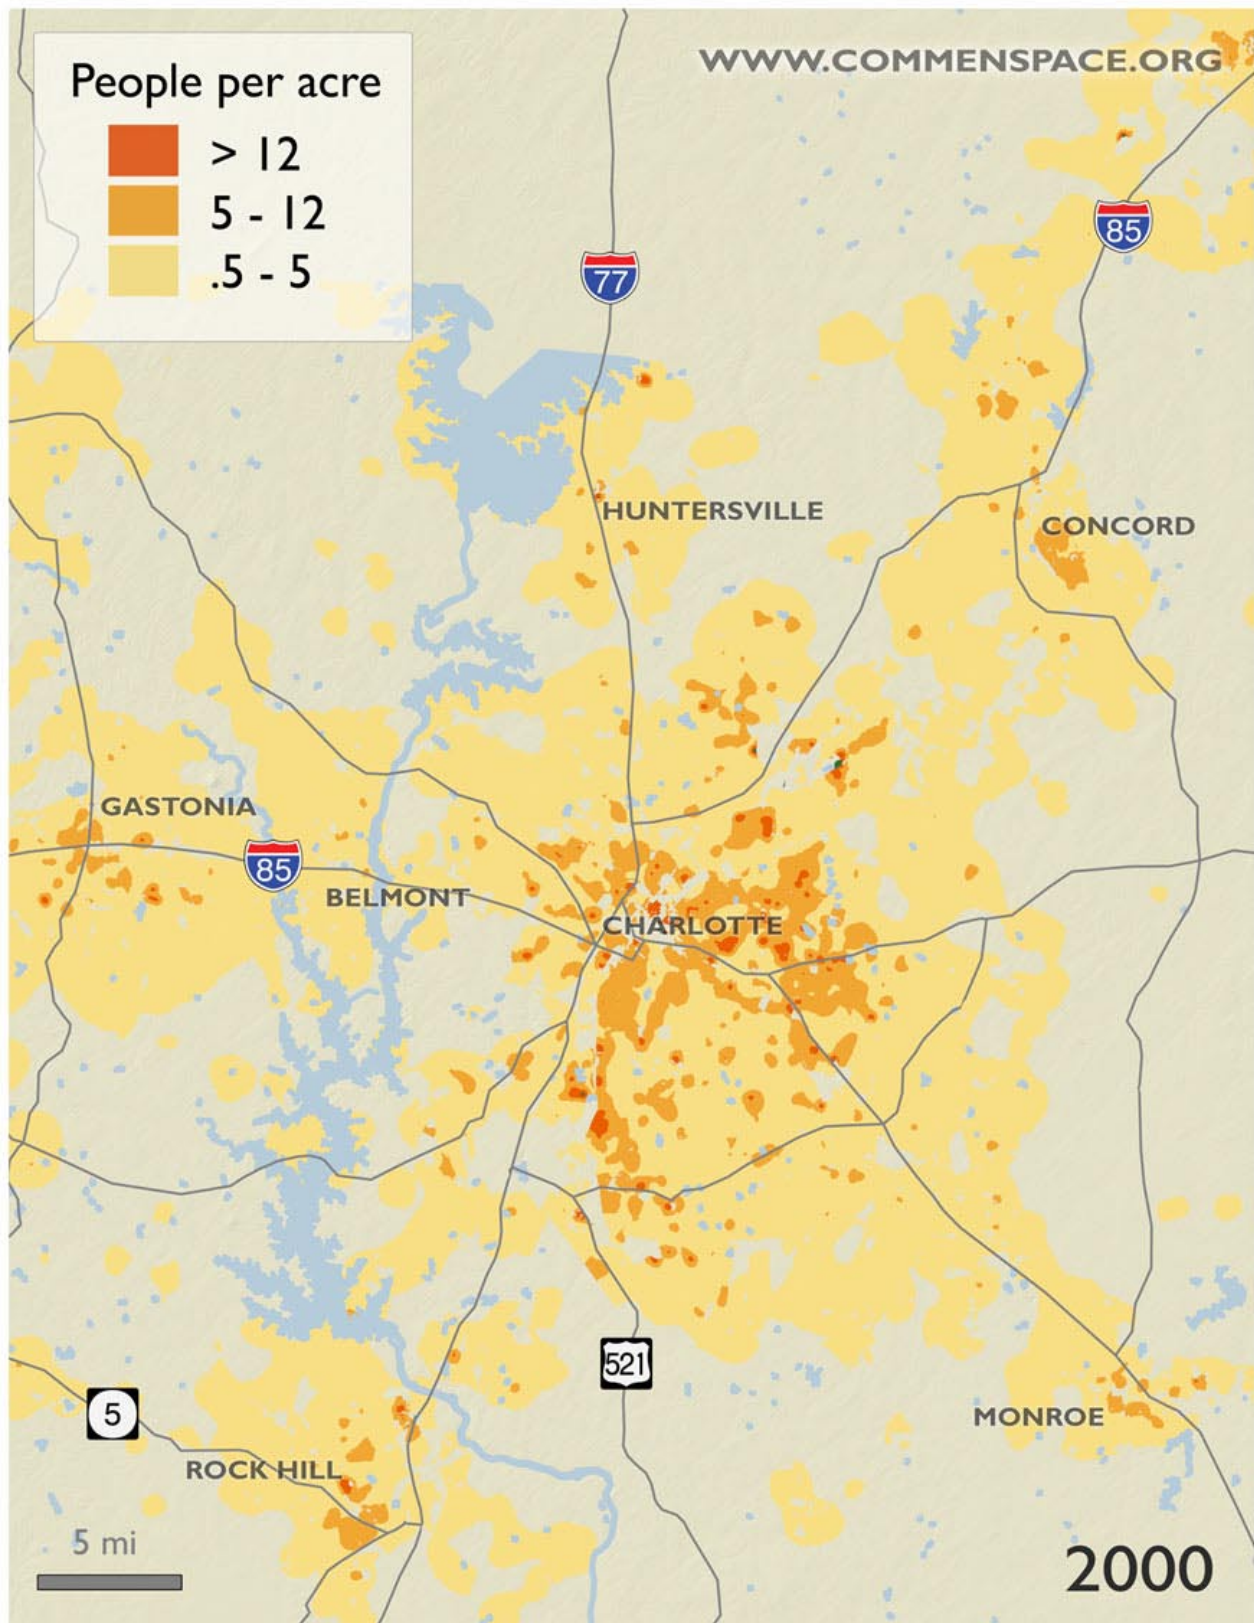 WWW.COMMENSPACE.ORG
People per acre
> 12
5 - 12
.5 - 5
85
77
HUNTERSVILLE
CONCORD
GASTONIA
85
BELMONT
CHARLOTTE
521
5
MONROE
ROCK HILL
5 mi
2000